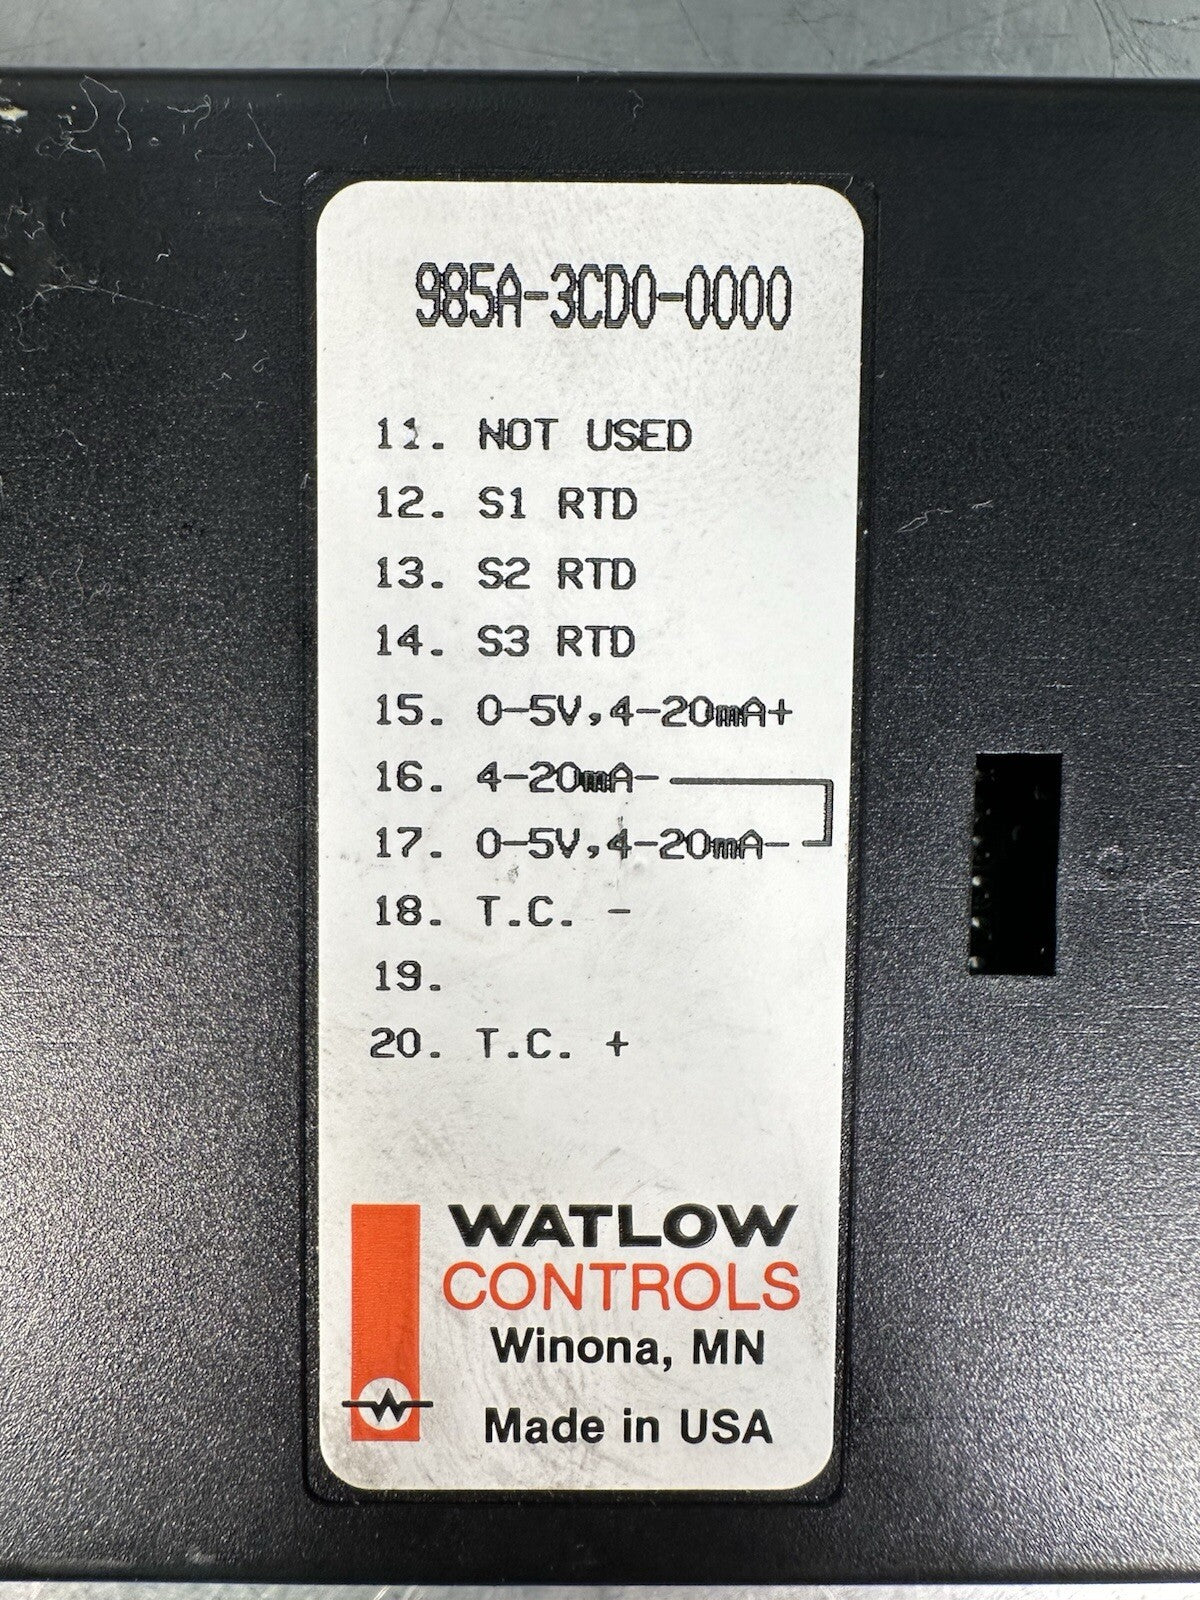 985A-3CD0-0000
11. NOT USED
12. S1 RTD
13. S2 RTD
14. S3 RTD
15. 0-5V,4-20mA+
16. 4-20mA-
17. 0-5V,4-20mA-
18. T.C. -
19.
20. T.C. +
WATLOW
CONTROLS
Winona, MN
Made in USA